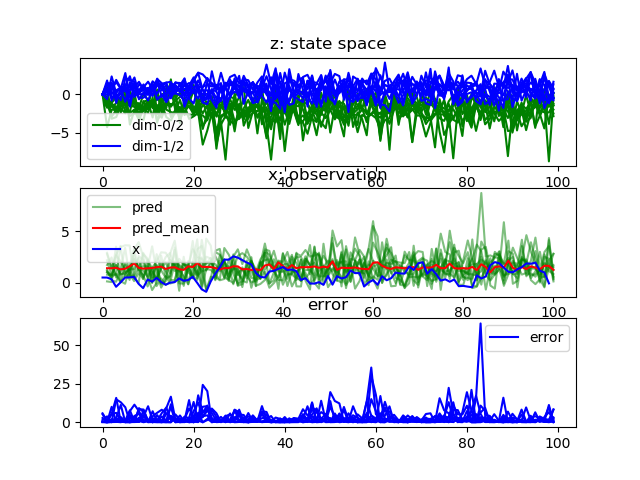 z: state space
0
−5
dim-0/2
dim-1/2
0 20 40 60 80 100
x: observation
5
0
pred
pred_mean
x
0 20 40 60 80 100
error
50
25
0
error
0 20 40 60 80 100